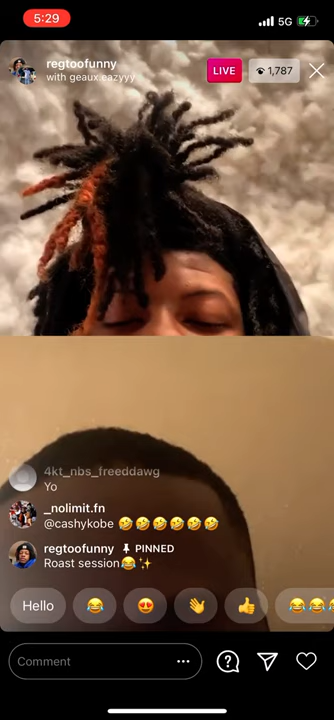 5:29
5G
regtoofunny
with geaux.eazyyy
LIVE
1,787
4kt_nbs_freeddawg
Yo
_nolimit.fn
@cashykobe 🤣🤣🤣🤣🤣🤣
regtoofunny PINNED
Roast session😂✨
Hello 😂 😍 👋 👍 😂😂😂
Comment